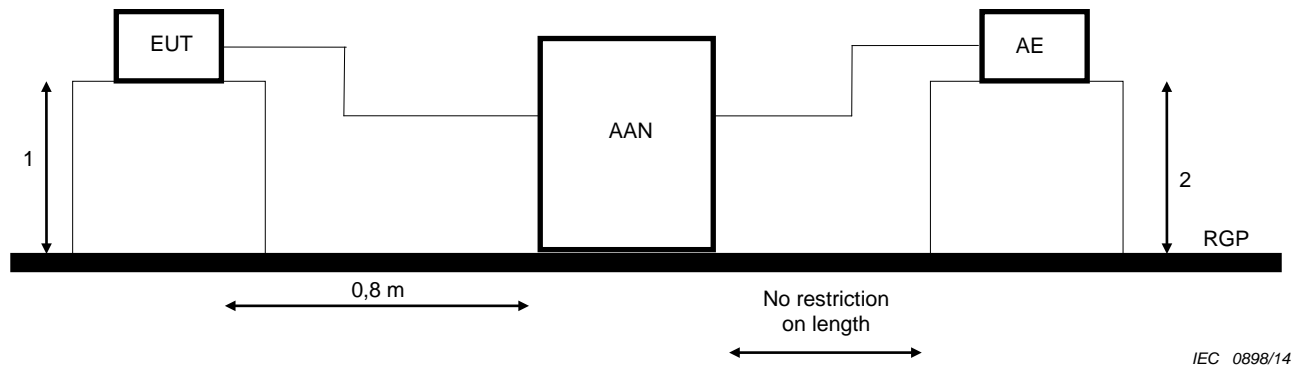 EUT
AE
AAN
1
2
RGP
0,8 m
No restriction
on length
IEC 0898/14